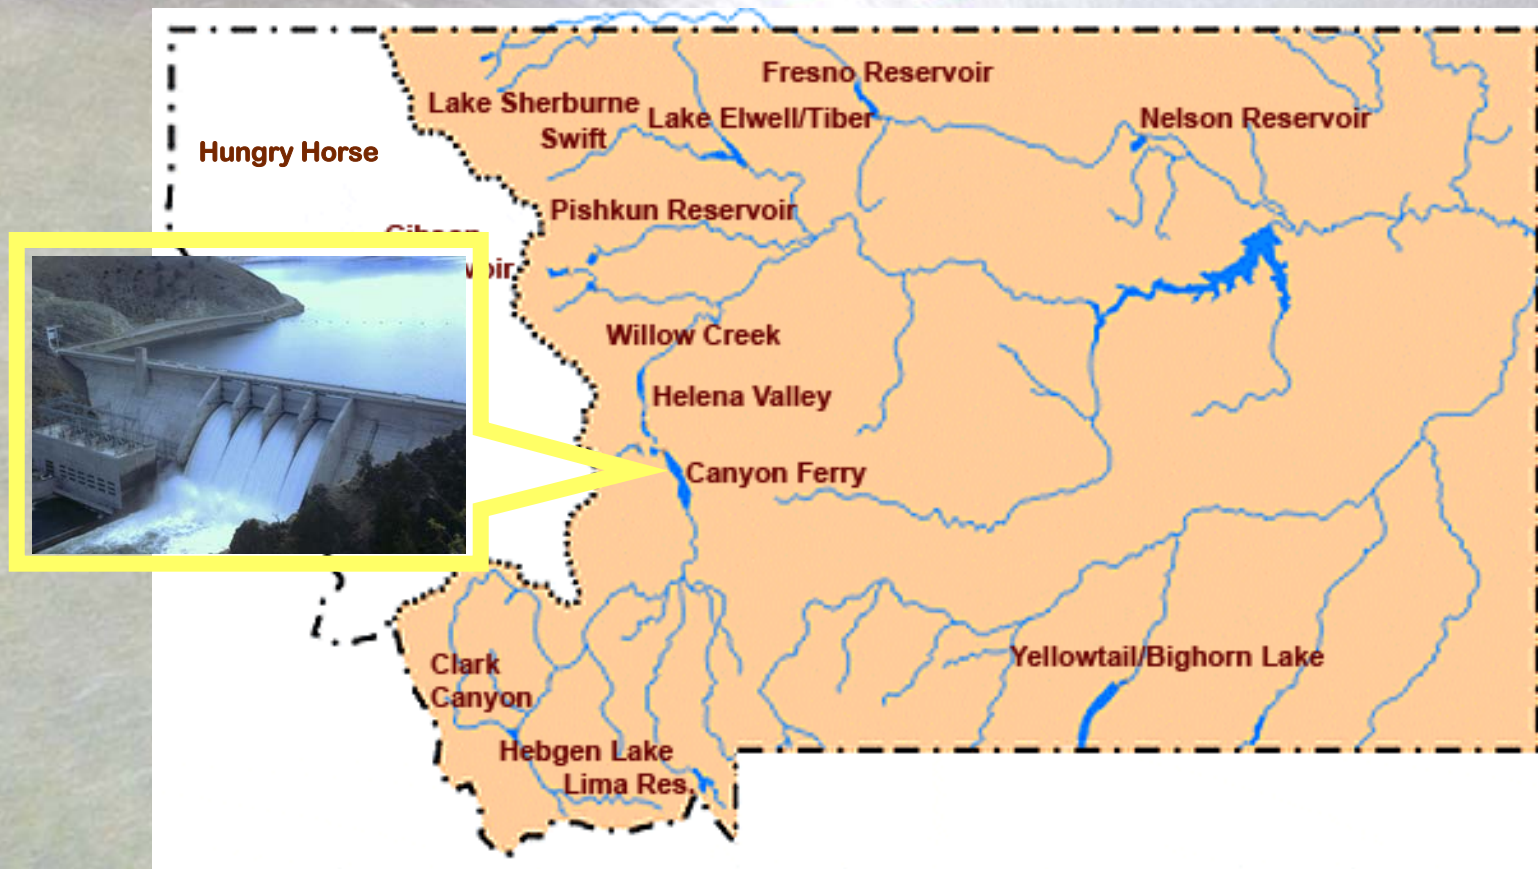 Fresno Reservoir
Lake Sherburne
Lake Elwell/Tiber
Nelson Reservoir
Swift
Hungry Horse
Pishkun Reservoir
Willow Creek
Helena Valley
Canyon Ferry
Yellowtail/Bighorn Lake
Clark
Canyon
Hebgen Lake
Lima Res.